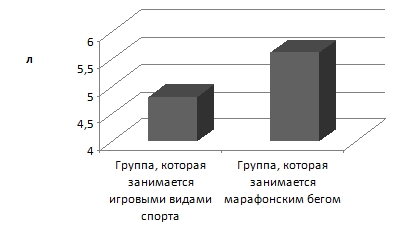 л
6
5,5
5
4,5
4
Группа, которая
занимается
игровыми видами
спорта
Группа, которая
занимается
марафонским бегом